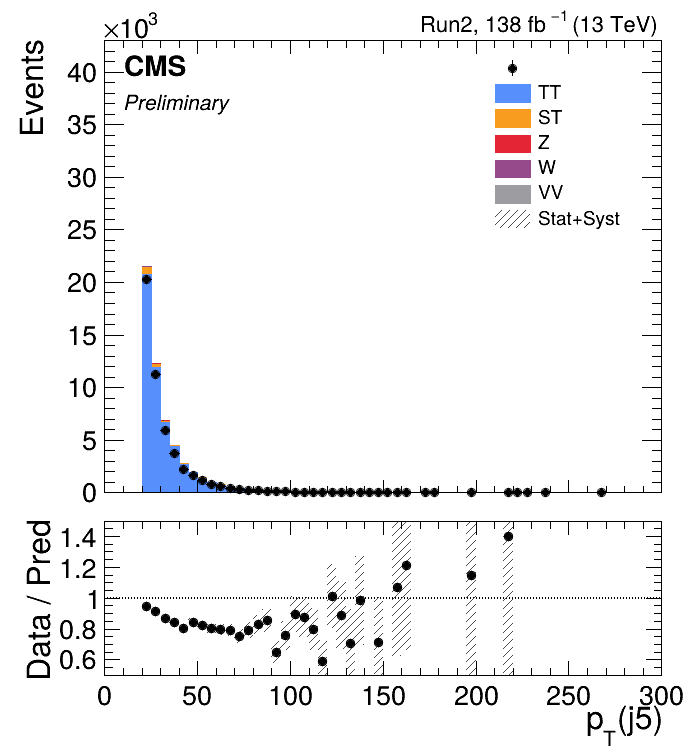 ×10³
Run2, 138 fb⁻¹ (13 TeV)
Events
CMS
Preliminary
TT
ST
Z
W
VV
Stat+Syst
40
35
30
25
20
15
10
5
0
Data / Pred
1.4
1.2
1
0.8
0.6
0 50 100 150 200 250 300
p_T(j5)